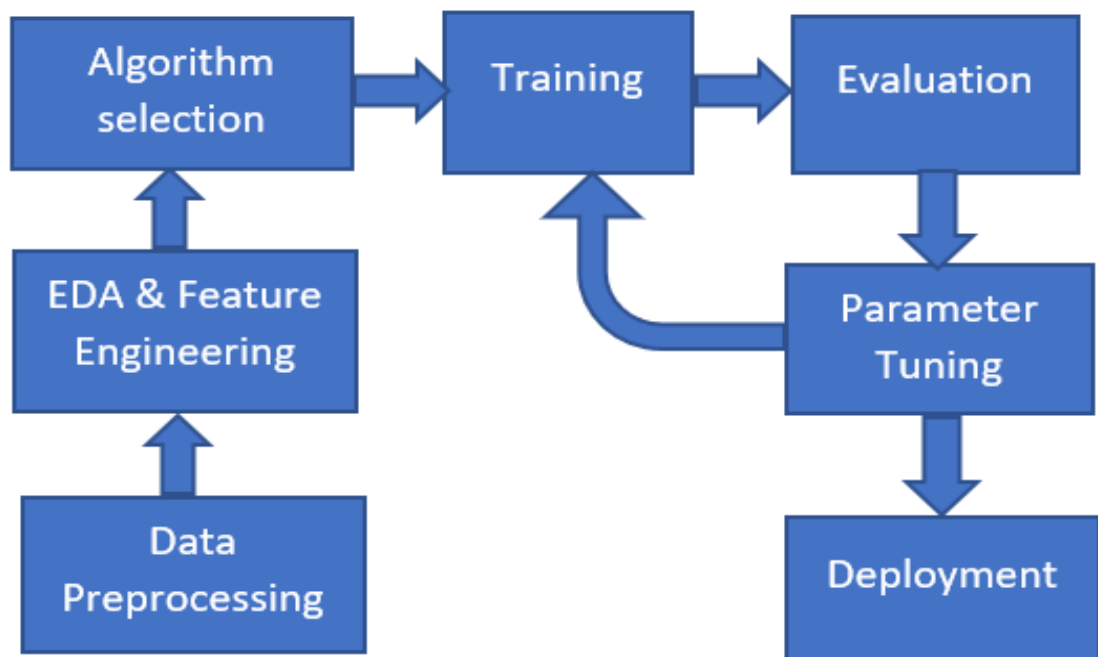 Algorithm
selection
Training
Evaluation
EDA & Feature
Engineering
Parameter
Tuning
Data
Preprocessing
Deployment